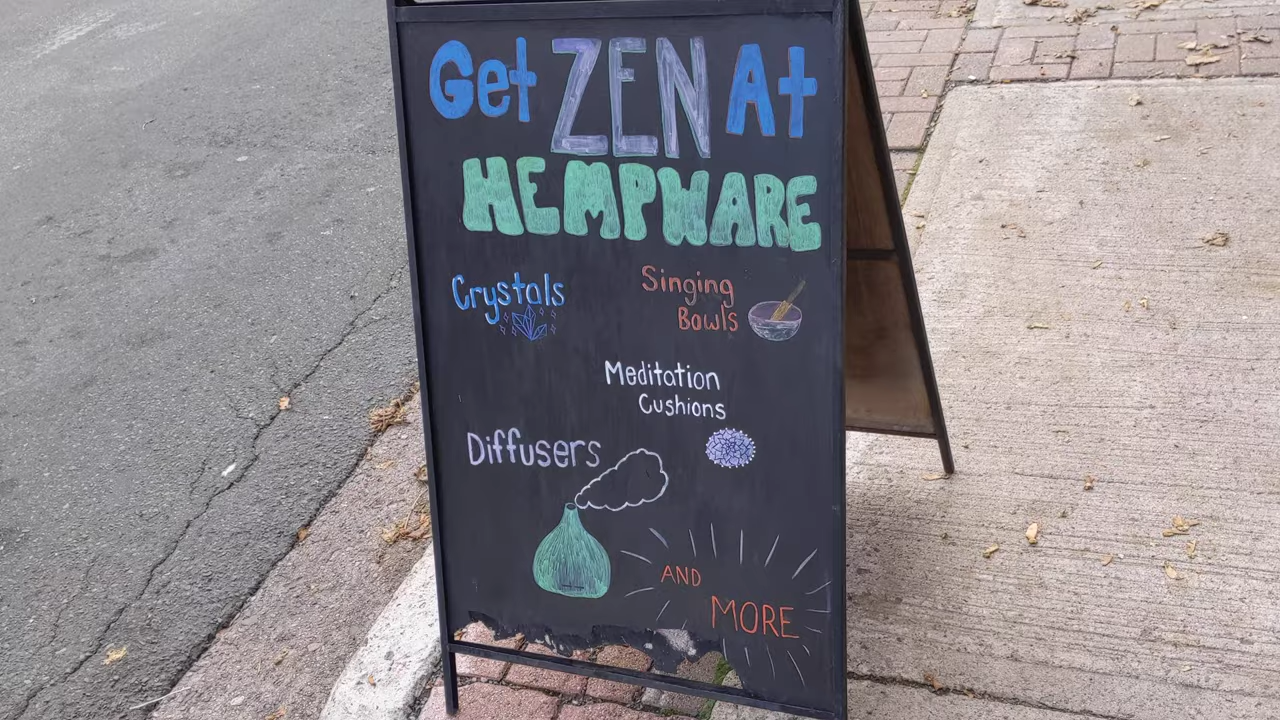 Get ZEN At
HEMPWARE
Crystals
Singing
Bowls
Meditation
Cushions
Diffusers
AND
MORE